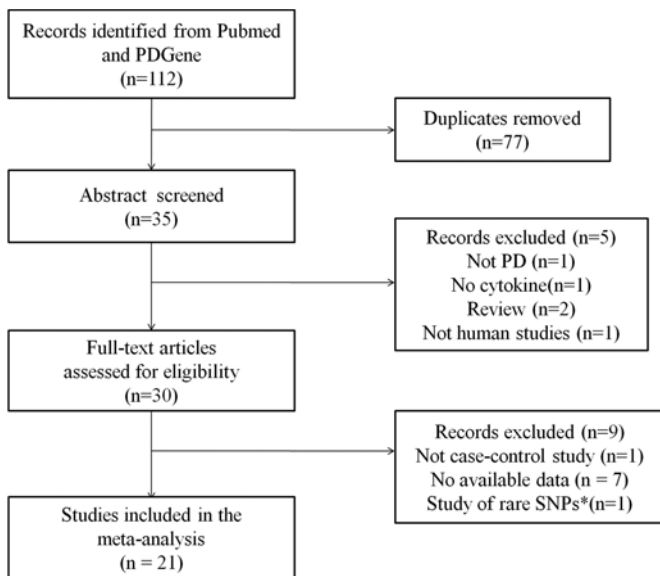 Records identified from Pubmed
and PDGene
(n=112)
Duplicates removed
(n=77)
Abstract screened
(n=35)
Records excluded (n=5)
Not PD (n=1)
No cytokine(n=1)
Review (n=2)
Not human studies (n=1)
Full-text articles
assessed for eligibility
(n=30)
Records excluded (n=9)
Not case-control study (n=1)
No available data (n = 7)
Study of rare SNPs*(n=1)
Studies included in the
meta-analysis
(n = 21)